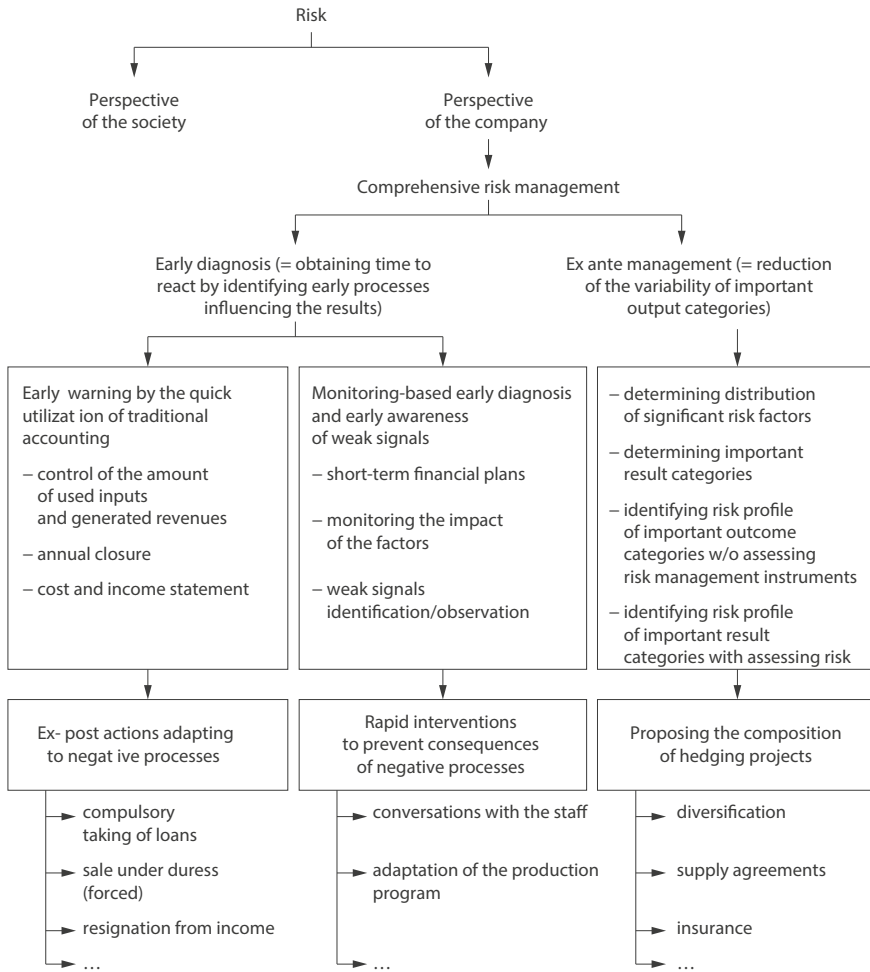 Risk
Perspective
of the society
Perspective
of the company
Comprehensive risk management
Early diagnosis (= obtaining time to
react by identifying early processes
influencing the results)
Ex ante management (= reduction
of the variability of important
output categories)
Early warning by the quick
utilizat ion of traditional
accounting
– control of the amount
of used inputs
and generated revenues
– annual closure
– cost and income statement
Monitoring-based early diagnosis
and early awareness
of weak signals
– short-term financial plans
– monitoring the impact
of the factors
– weak signals
identification/observation
– determining distribution
of significant risk factors
– determining important
result categories
– identifying risk profile
of important outcome
categories w/o assessing
risk management instruments
– identifying risk profile
of important result
categories with assessing risk
Ex- post actions adapting
to negat ive processes
Rapid interventions
to prevent consequences
of negative processes
Proposing the composition
of hedging projects
compulsory
taking of loans
sale under duress
(forced)
resignation from income
...
conversations with the staff
adaptation of the production
program
...
diversification
supply agreements
insurance
...